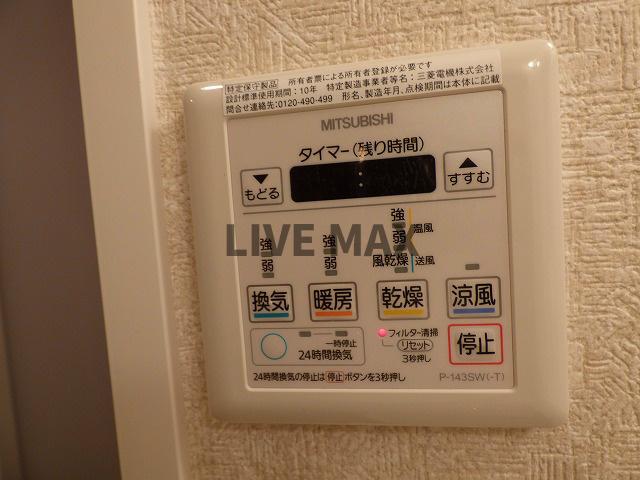 特定保守製品 所有者票による所有者登録が必要です
設計標準使用期間:10年 特定製造事業者等名:三菱電機株式会社
問合せ連絡先:0120-490-499 形名、製造年月、点検期間は本体に記載
MITSUBISHI
タイマー(残り時間)
▼
もどる
▲
すすむ
強
弱
強
弱
強
弱
温風
風乾燥
送風
LIVE MAX
換気
暖房
乾燥
涼風
一時停止
24時間換気
フィルター清掃
リセット
3秒押し
停止
24時間換気の停止は停止ボタンを3秒押し
P-143SW(-T)